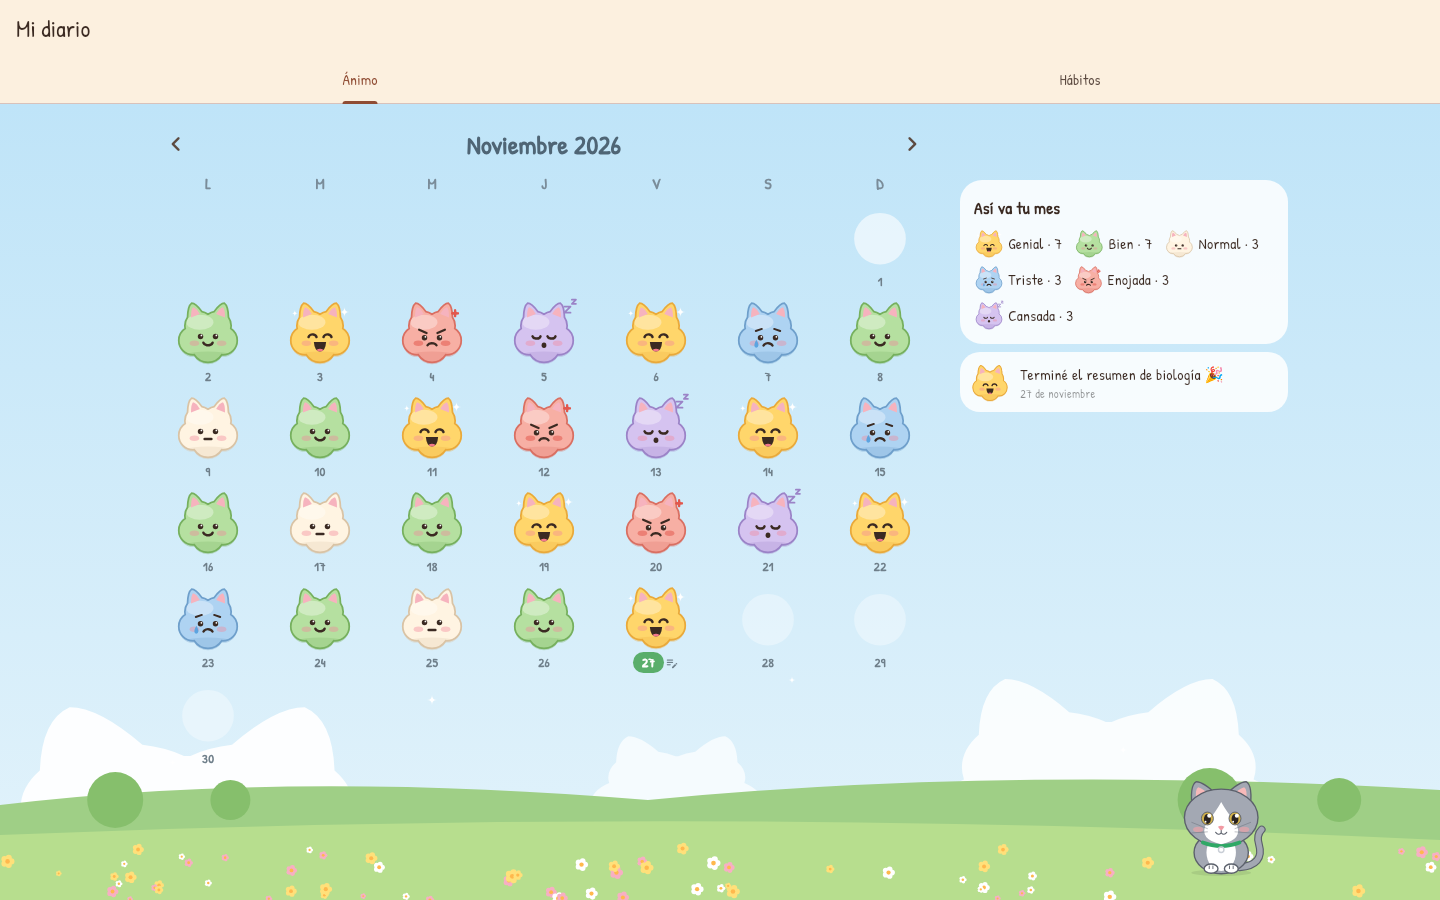 Mi diario
Ánimo
Hábitos
Noviembre 2026
L M M J V S D
1
2 3 4 5 6 7 8
9 10 11 12 13 14 15
16 17 18 19 20 21 22
23 24 25 26 27 28 29
30
Así va tu mes
Genial · 7 Bien · 7 Normal · 3
Triste · 3 Enojada · 3
Cansada · 3
Terminé el resumen de biología 🎉
27 de noviembre